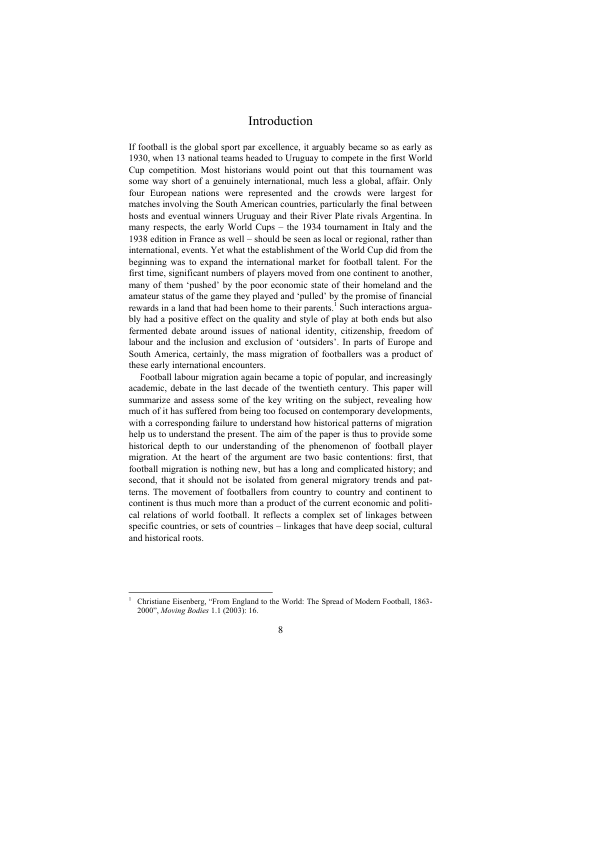 Introduction
If football is the global sport par excellence, it arguably became so as early as
1930, when 13 national teams headed to Uruguay to compete in the first World
Cup competition. Most historians would point out that this tournament was
some way short of a genuinely international, much less a global, affair. Only
four European nations were represented and the crowds were largest for
matches involving the South American countries, particularly the final between
hosts and eventual winners Uruguay and their River Plate rivals Argentina. In
many respects, the early World Cups – the 1934 tournament in Italy and the
1938 edition in France as well – should be seen as local or regional, rather than
international, events. Yet what the establishment of the World Cup did from the
beginning was to expand the international market for football talent. For the
first time, significant numbers of players moved from one continent to another,
many of them ‘pushed’ by the poor economic state of their homeland and the
amateur status of the game they played and ‘pulled’ by the promise of financial
rewards in a land that had been home to their parents.1 Such interactions argua-
bly had a positive effect on the quality and style of play at both ends but also
fermented debate around issues of national identity, citizenship, freedom of
labour and the inclusion and exclusion of ‘outsiders’. In parts of Europe and
South America, certainly, the mass migration of footballers was a product of
these early international encounters.
Football labour migration again became a topic of popular, and increasingly
academic, debate in the last decade of the twentieth century. This paper will
summarize and assess some of the key writing on the subject, revealing how
much of it has suffered from being too focused on contemporary developments,
with a corresponding failure to understand how historical patterns of migration
help us to understand the present. The aim of the paper is thus to provide some
historical depth to our understanding of the phenomenon of football player
migration. At the heart of the argument are two basic contentions: first, that
football migration is nothing new, but has a long and complicated history; and
second, that it should not be isolated from general migratory trends and pat-
terns. The movement of footballers from country to country and continent to
continent is thus much more than a product of the current economic and politi-
cal relations of world football. It reflects a complex set of linkages between
specific countries, or sets of countries – linkages that have deep social, cultural
and historical roots.
1 Christiane Eisenberg, “From England to the World: The Spread of Modern Football, 1863-
2000”, Moving Bodies 1.1 (2003): 16.
8